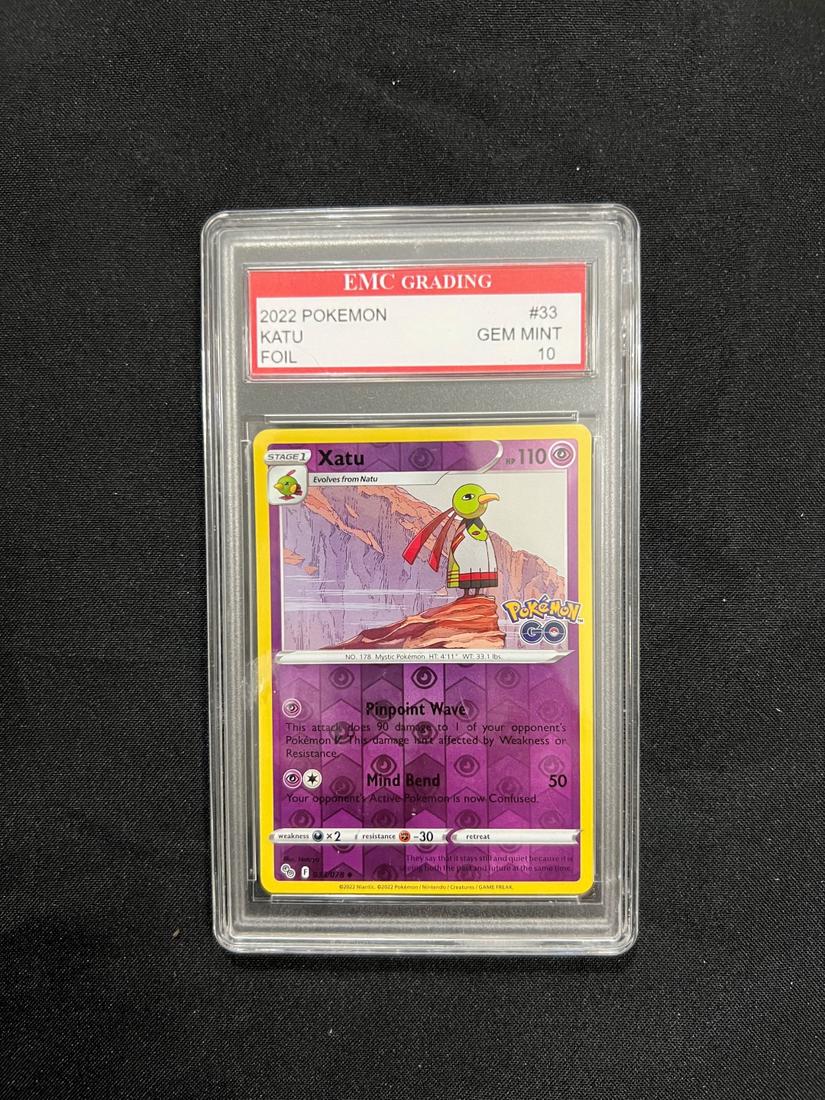 EMC GRADING
2022 POKEMON #33
KATU GEM MINT
FOIL 10
STAGE 1 Xatu HP 110
Evolves from Natu
Pokémon
GO
NO. 178 Mystic Pokémon HT: 4'11" WT: 33.1 lbs.
Pinpoint Wave
This attack does 90 damage to 1 of your opponent's
Pokémon. This damage isn't affected by Weakness or
Resistance.
Mind Bend 50
Your opponent's Active Pokémon is now Confused.
weakness ×2 resistance -30 retreat
They say that it stays still and quiet because it is
seeing both the past and future at the same time.
F 033/078
©2022 Niantic. ©2022 Pokémon / Nintendo / Creatures / GAME FREAK.